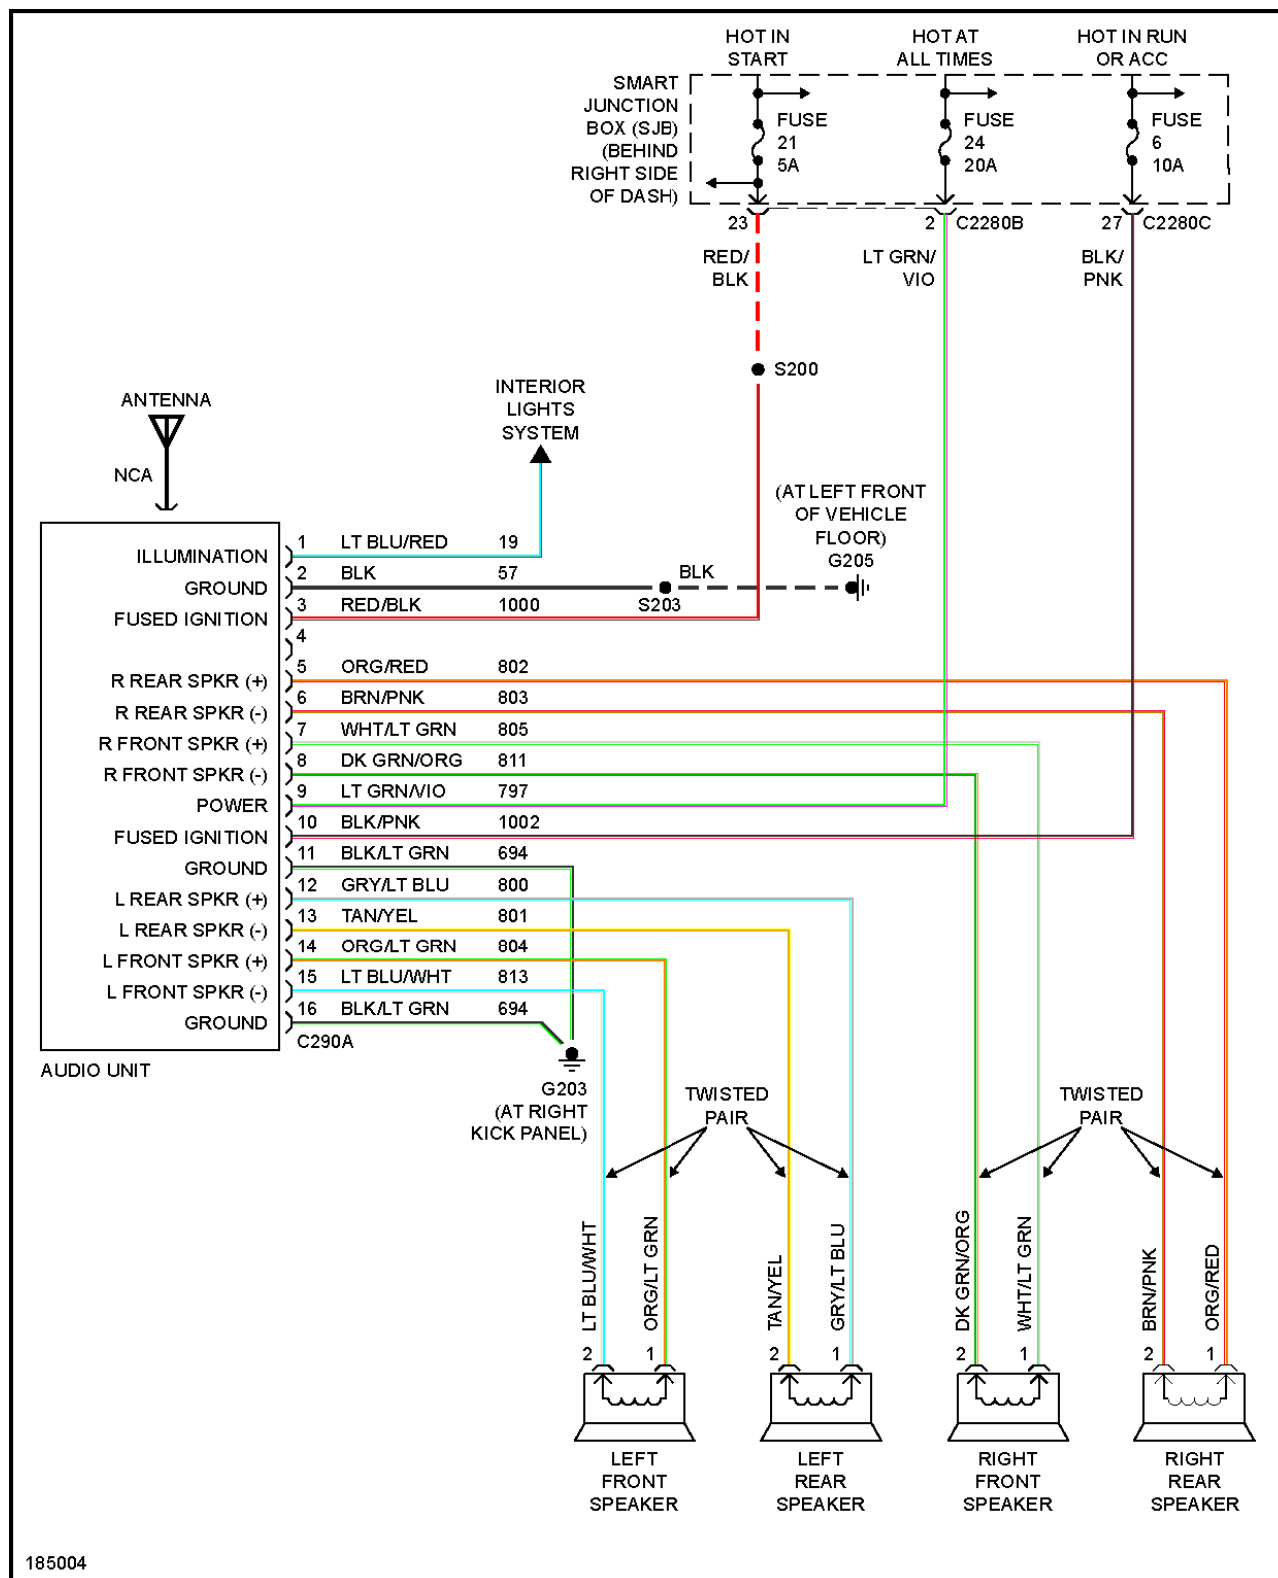 HOT IN
START
HOT AT
ALL TIMES
HOT IN RUN
OR ACC
SMART
JUNCTION
BOX (SJB)
(BEHIND
RIGHT SIDE
OF DASH)
FUSE
21
5A
FUSE
24
20A
FUSE
6
10A
23
2
C2280B
27
C2280C
RED/
BLK
LT GRN/
VIO
BLK/
PNK
S200
ANTENNA
NCA
INTERIOR
LIGHTS
SYSTEM
(AT LEFT FRONT
OF VEHICLE
FLOOR)
G205
BLK
S203
ILLUMINATION 1 LT BLU/RED 19
GROUND 2 BLK 57
FUSED IGNITION 3 RED/BLK 1000
4
R REAR SPKR (+) 5 ORG/RED 802
R REAR SPKR (-) 6 BRN/PNK 803
R FRONT SPKR (+) 7 WHT/LT GRN 805
R FRONT SPKR (-) 8 DK GRN/ORG 811
POWER 9 LT GRN/VIO 797
FUSED IGNITION 10 BLK/PNK 1002
GROUND 11 BLK/LT GRN 694
L REAR SPKR (+) 12 GRY/LT BLU 800
L REAR SPKR (-) 13 TAN/YEL 801
L FRONT SPKR (+) 14 ORG/LT GRN 804
L FRONT SPKR (-) 15 LT BLU/WHT 813
GROUND 16 BLK/LT GRN 694
C290A
AUDIO UNIT
G203
(AT RIGHT
KICK PANEL)
TWISTED
PAIR
TWISTED
PAIR
LT BLU/WHT
ORG/LT GRN
TAN/YEL
GRY/LT BLU
DK GRN/ORG
WHT/LT GRN
BRN/PNK
ORG/RED
2 1 2 1 2 1 2 1
LEFT
FRONT
SPEAKER
LEFT
REAR
SPEAKER
RIGHT
FRONT
SPEAKER
RIGHT
REAR
SPEAKER
185004